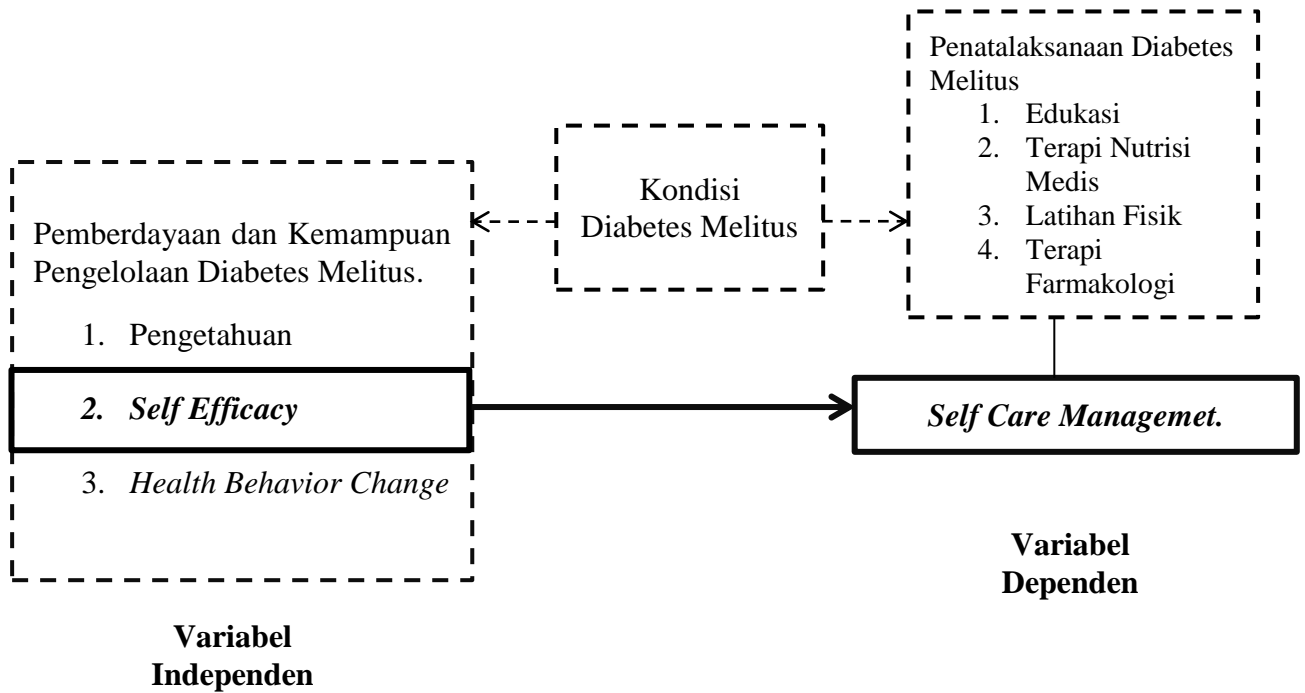 Pemberdayaan dan Kemampuan
Pengelolaan Diabetes Melitus.
1. Pengetahuan
2. Self Efficacy
3. Health Behavior Change
Variabel
Independen
Kondisi
Diabetes Melitus
Penatalaksanaan Diabetes
Melitus
1. Edukasi
2. Terapi Nutrisi
Medis
3. Latihan Fisik
4. Terapi
Farmakologi
Self Care Managemet.
Variabel
Dependen